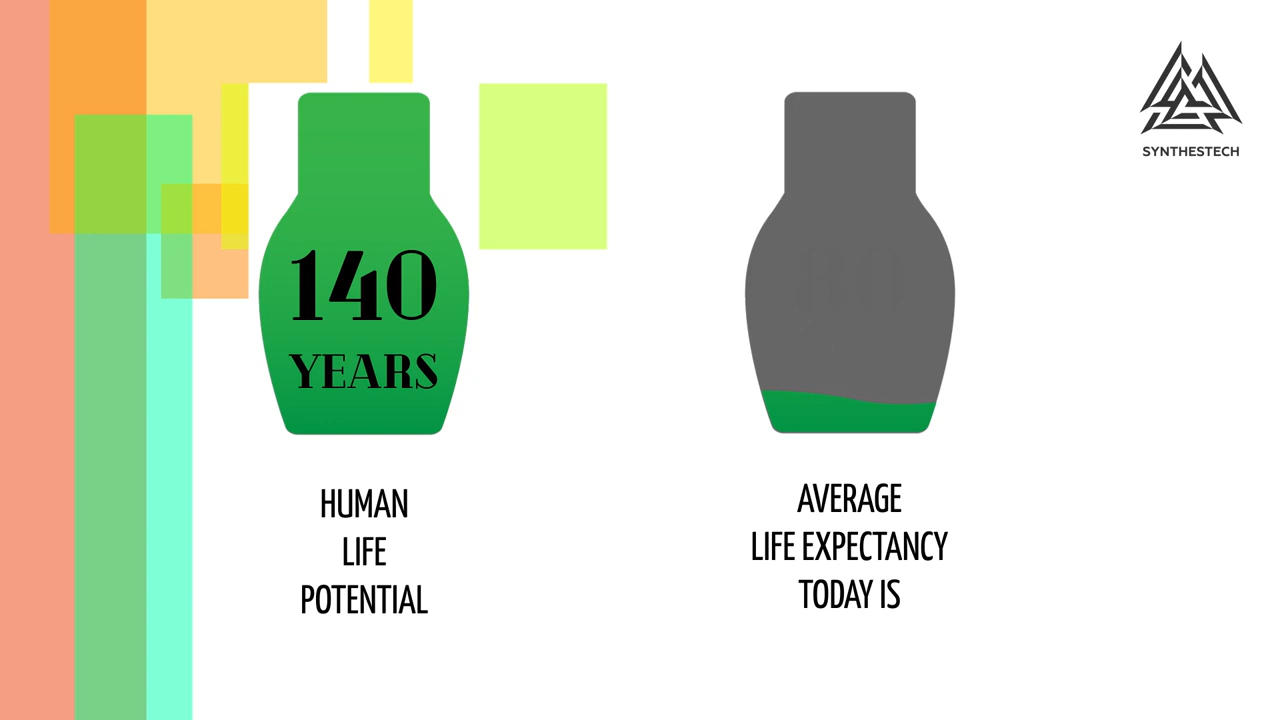 140
YEARS
HUMAN
LIFE
POTENTIAL
AVERAGE
LIFE EXPECTANCY
TODAY IS
SYNTHESTECH